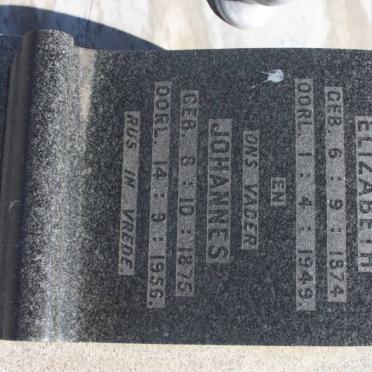 ELIZABETH
GEB. 6 : 9 : 1874
OORL. 1 : 4 : 1949.
EN
ONS VADER
JOHANNES
GEB. 8 : 10 : 1875
OORL. 14 : 9 : 1956.
RUS IN VREDE